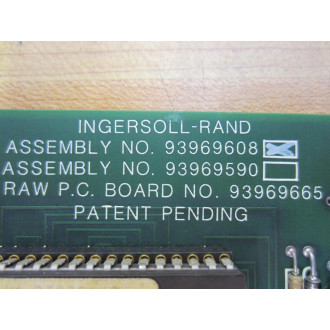 INGERSOLL-RAND
ASSEMBLY NO. 93969608
ASSEMBLY NO. 93969590
RAW P.C. BOARD NO. 93969665
PATENT PENDING